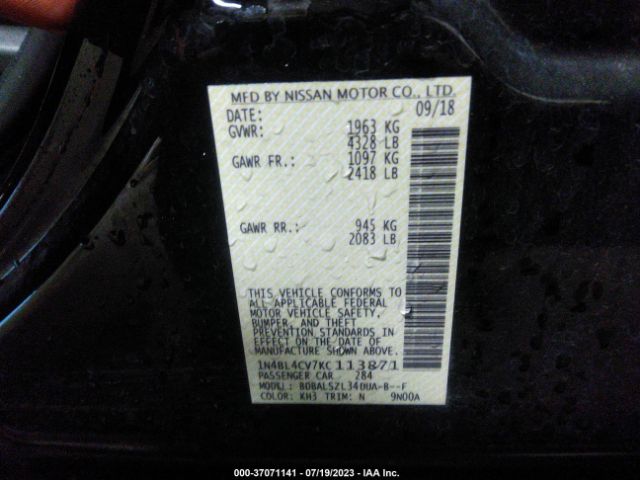 MFD BY NISSAN MOTOR CO., LTD.
DATE: 09/18
GVWR: 1963 KG
4328 LB
GAWR FR.: 1097 KG
2418 LB
GAWR RR.: 945 KG
2083 LB
THIS VEHICLE CONFORMS TO
ALL APPLICABLE FEDERAL
MOTOR VEHICLE SAFETY,
BUMPER, AND THEFT
PREVENTION STANDARDS IN
EFFECT ON THE DATE OF
MANUFACTURE SHOWN ABOVE.
1N4BL4CV7KC113871
PASSENGER CAR 284
MODEL: BDBALSZL34DUA-B--F
COLOR: KH3 TRIM: N 9N00A
000-37071141 - 07/19/2023 - IAA Inc.